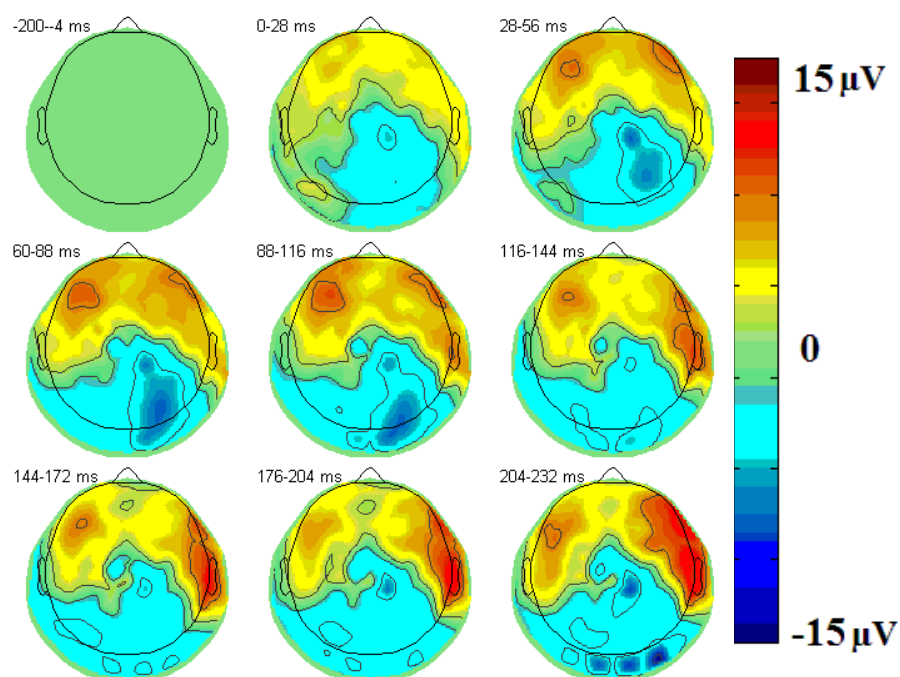 -200--4 ms
0-28 ms
28-56 ms
15 µV
60-88 ms
88-116 ms
116-144 ms
0
144-172 ms
176-204 ms
204-232 ms
-15 µV